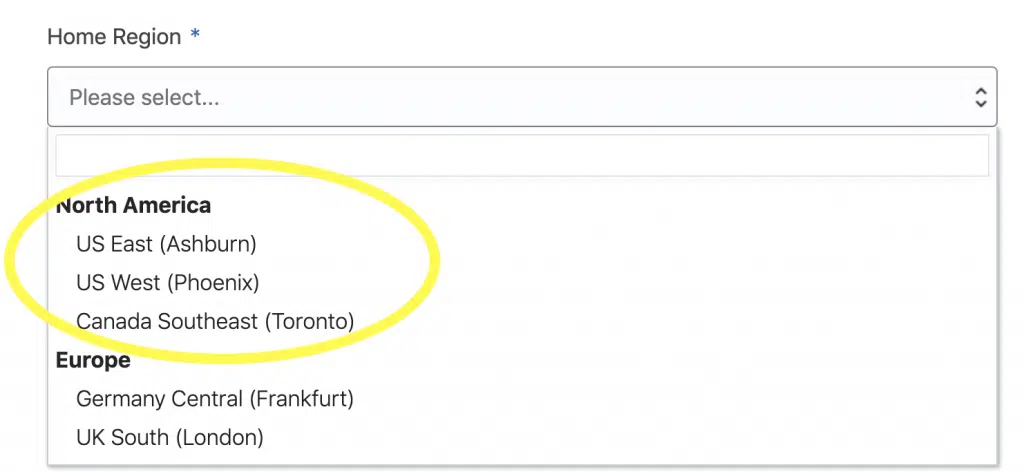 Home Region *
Please select...
North America
US East (Ashburn)
US West (Phoenix)
Canada Southeast (Toronto)
Europe
Germany Central (Frankfurt)
UK South (London)